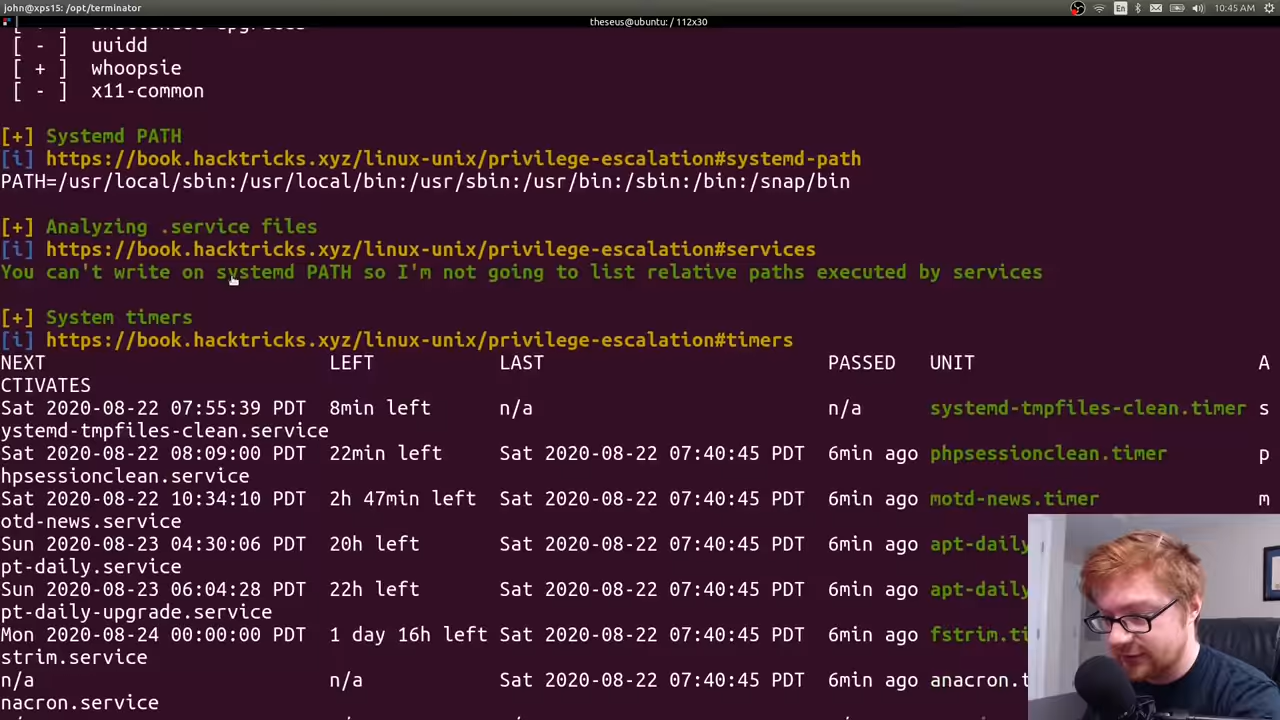 john@xps15: /opt/terminator
En
10:45 AM
theseus@ubuntu: / 112x30
[ - ]  uuidd
[ + ]  whoopsie
[ - ]  x11-common
[+] Systemd PATH
[i] https://book.hacktricks.xyz/linux-unix/privilege-escalation#systemd-path
PATH=/usr/local/sbin:/usr/local/bin:/usr/sbin:/usr/bin:/sbin:/bin:/snap/bin
[+] Analyzing .service files
[i] https://book.hacktricks.xyz/linux-unix/privilege-escalation#services
You can't write on systemd PATH so I'm not going to list relative paths executed by services
[+] System timers
[i] https://book.hacktricks.xyz/linux-unix/privilege-escalation#timers
NEXT LEFT LAST PASSED UNIT A
CTIVATES
Sat 2020-08-22 07:55:39 PDT 8min left n/a n/a systemd-tmpfiles-clean.timer s
ystemd-tmpfiles-clean.service
Sat 2020-08-22 08:09:00 PDT 22min left Sat 2020-08-22 07:40:45 PDT 6min ago phpsessionclean.timer p
hpsessionclean.service
Sat 2020-08-22 10:34:10 PDT 2h 47min left Sat 2020-08-22 07:40:45 PDT 6min ago motd-news.timer m
otd-news.service
Sun 2020-08-23 04:30:06 PDT 20h left Sat 2020-08-22 07:40:45 PDT 6min ago apt-daily
pt-daily.service
Sun 2020-08-23 06:04:28 PDT 22h left Sat 2020-08-22 07:40:45 PDT 6min ago apt-daily
pt-daily-upgrade.service
Mon 2020-08-24 00:00:00 PDT 1 day 16h left Sat 2020-08-22 07:40:45 PDT 6min ago fstrim.ti
strim.service
n/a n/a Sat 2020-08-22 07:40:45 PDT 6min ago anacron.t
nacron.service